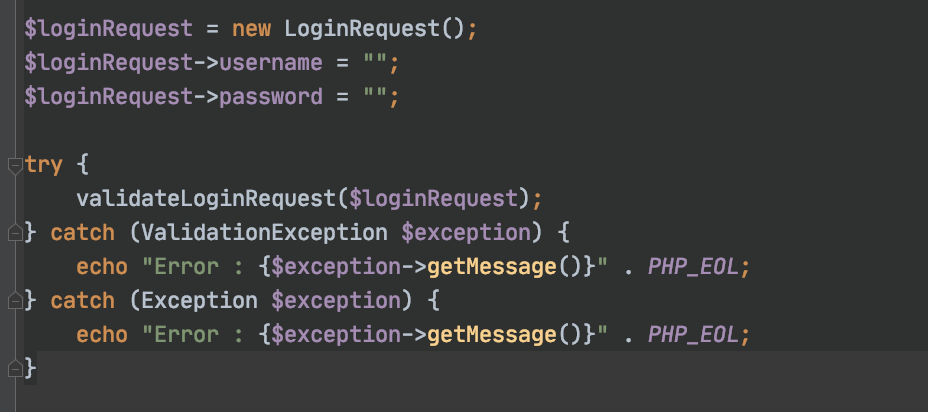 $loginRequest = new LoginRequest();
$loginRequest->username = "";
$loginRequest->password = "";

try {
    validateLoginRequest($loginRequest);
} catch (ValidationException $exception) {
    echo "Error : {$exception->getMessage()}" . PHP_EOL;
} catch (Exception $exception) {
    echo "Error : {$exception->getMessage()}" . PHP_EOL;
}